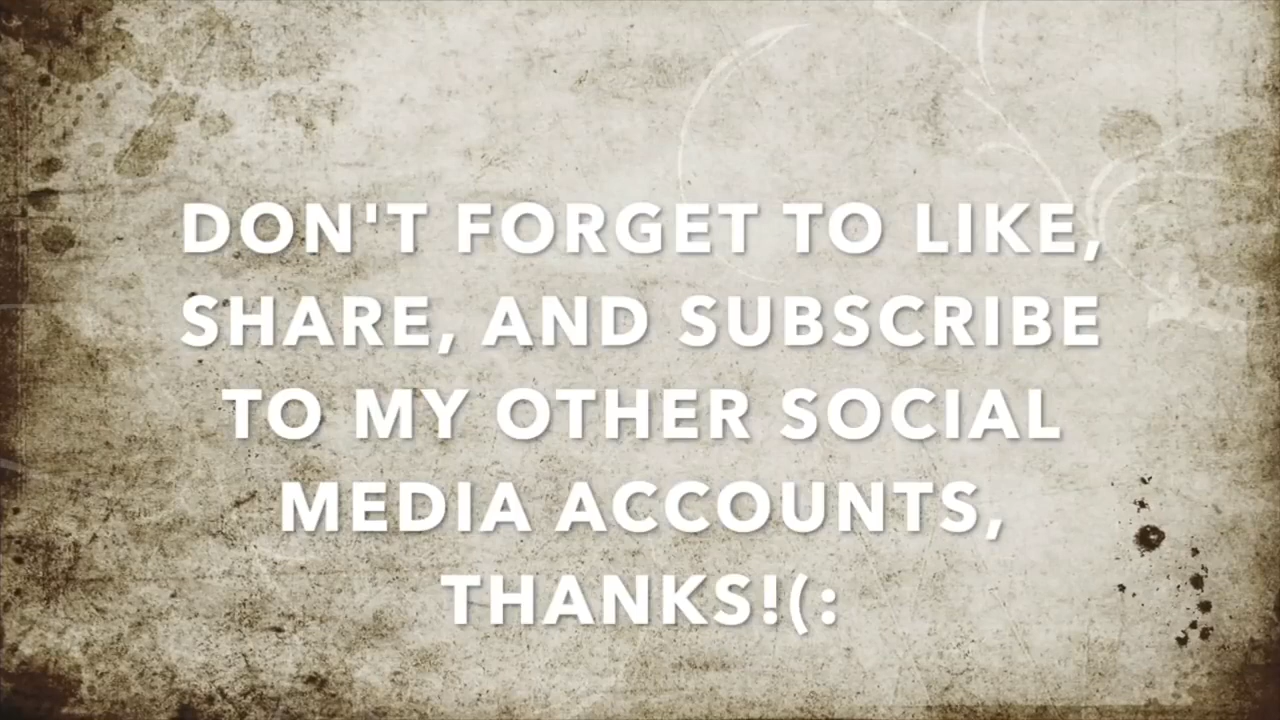 DON'T FORGET TO LIKE,
SHARE, AND SUBSCRIBE
TO MY OTHER SOCIAL
MEDIA ACCOUNTS,
THANKS!(: